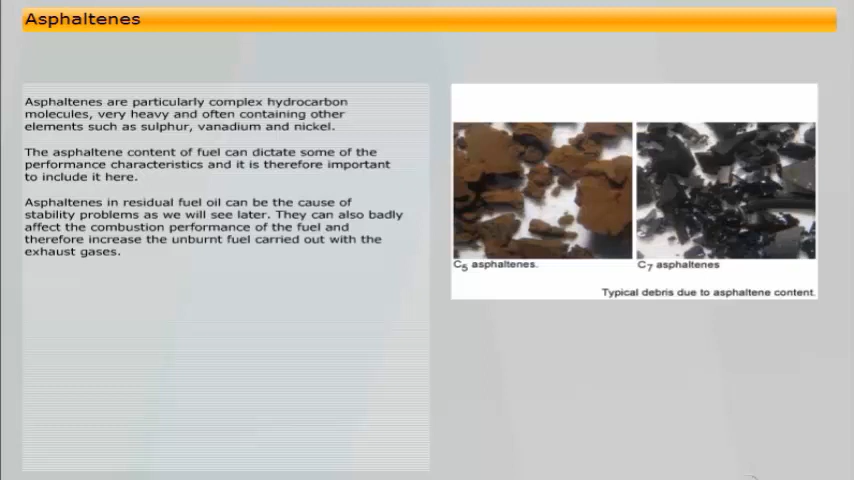 Asphaltenes
Asphaltenes are particularly complex hydrocarbon
molecules, very heavy and often containing other
elements such as sulphur, vanadium and nickel.
The asphaltene content of fuel can dictate some of the
performance characteristics and it is therefore important
to include it here.
Asphaltenes in residual fuel oil can be the cause of
stability problems as we will see later. They can also badly
affect the combustion performance of the fuel and
therefore increase the unburnt fuel carried out with the
exhaust gases.
C5 asphaltenes.
C7 asphaltenes
Typical debris due to asphaltene content.